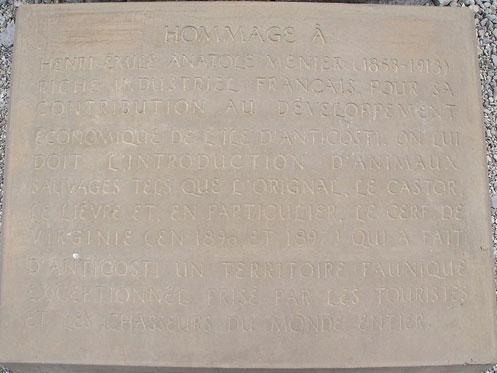 HOMMAGE À
HENRI ÉMILE ANATOLE MENIER (1853-1913)
RICHE INDUSTRIEL FRANÇAIS, POUR SA
CONTRIBUTION AU DÉVELOPPEMENT
ÉCONOMIQUE DE L'ÎLE D'ANTICOSTI. ON LUI
DOIT L'INTRODUCTION D'ANIMAUX
SAUVAGES TELS QUE L'ORIGNAL, LE CASTOR,
LE LIÈVRE ET, EN PARTICULIER, LE CERF DE
VIRGINIE (EN 1896 ET 1897) QUI A FAIT
D'ANTICOSTI UN TERRITOIRE FAUNIQUE
EXCEPTIONNEL PRISÉ PAR LES TOURISTES
ET LES CHASSEURS DU MONDE ENTIER.